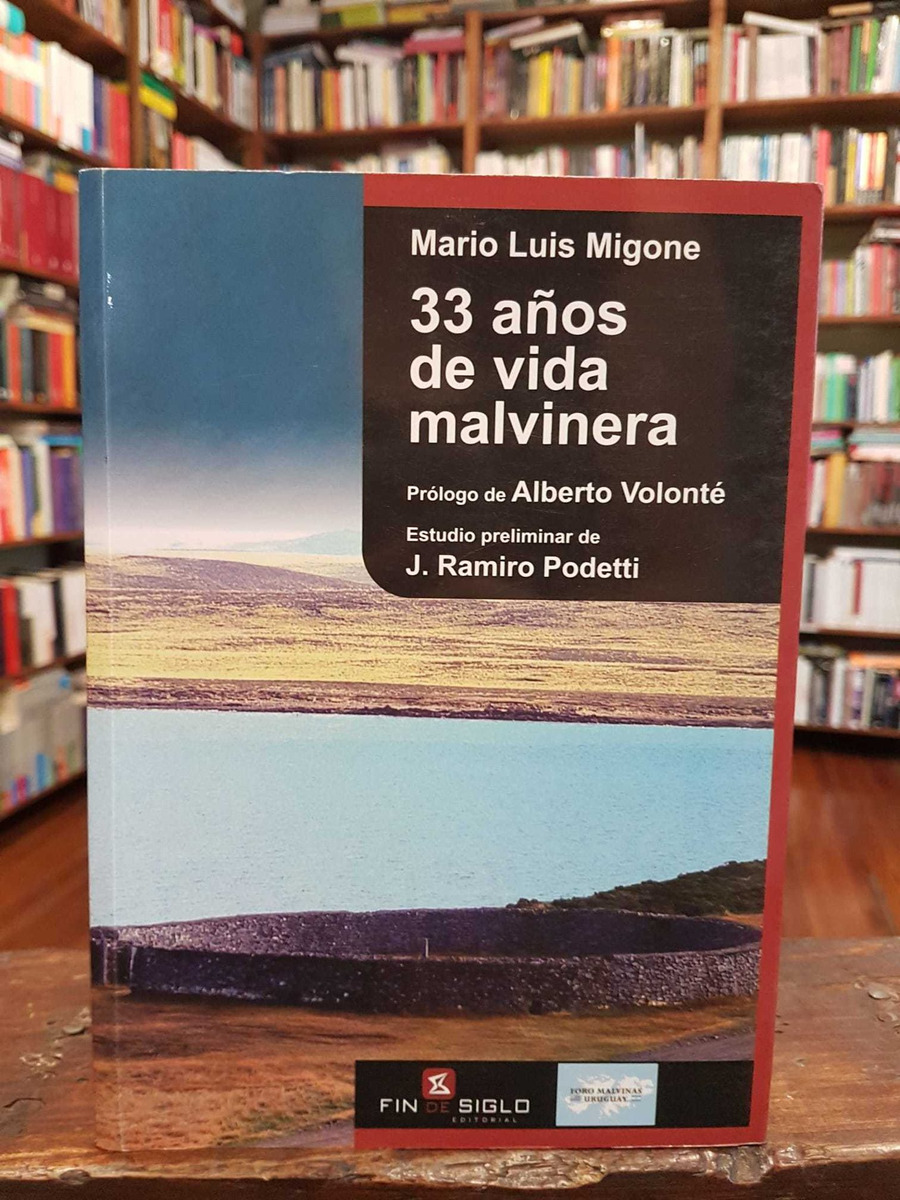 Mario Luis Migone
33 años
de vida
malvinera
Prólogo de Alberto Volonté
Estudio preliminar de
J. Ramiro Podetti
FIN DE SIGLO
EDITORIAL
FORO MALVINAS
URUGUAY